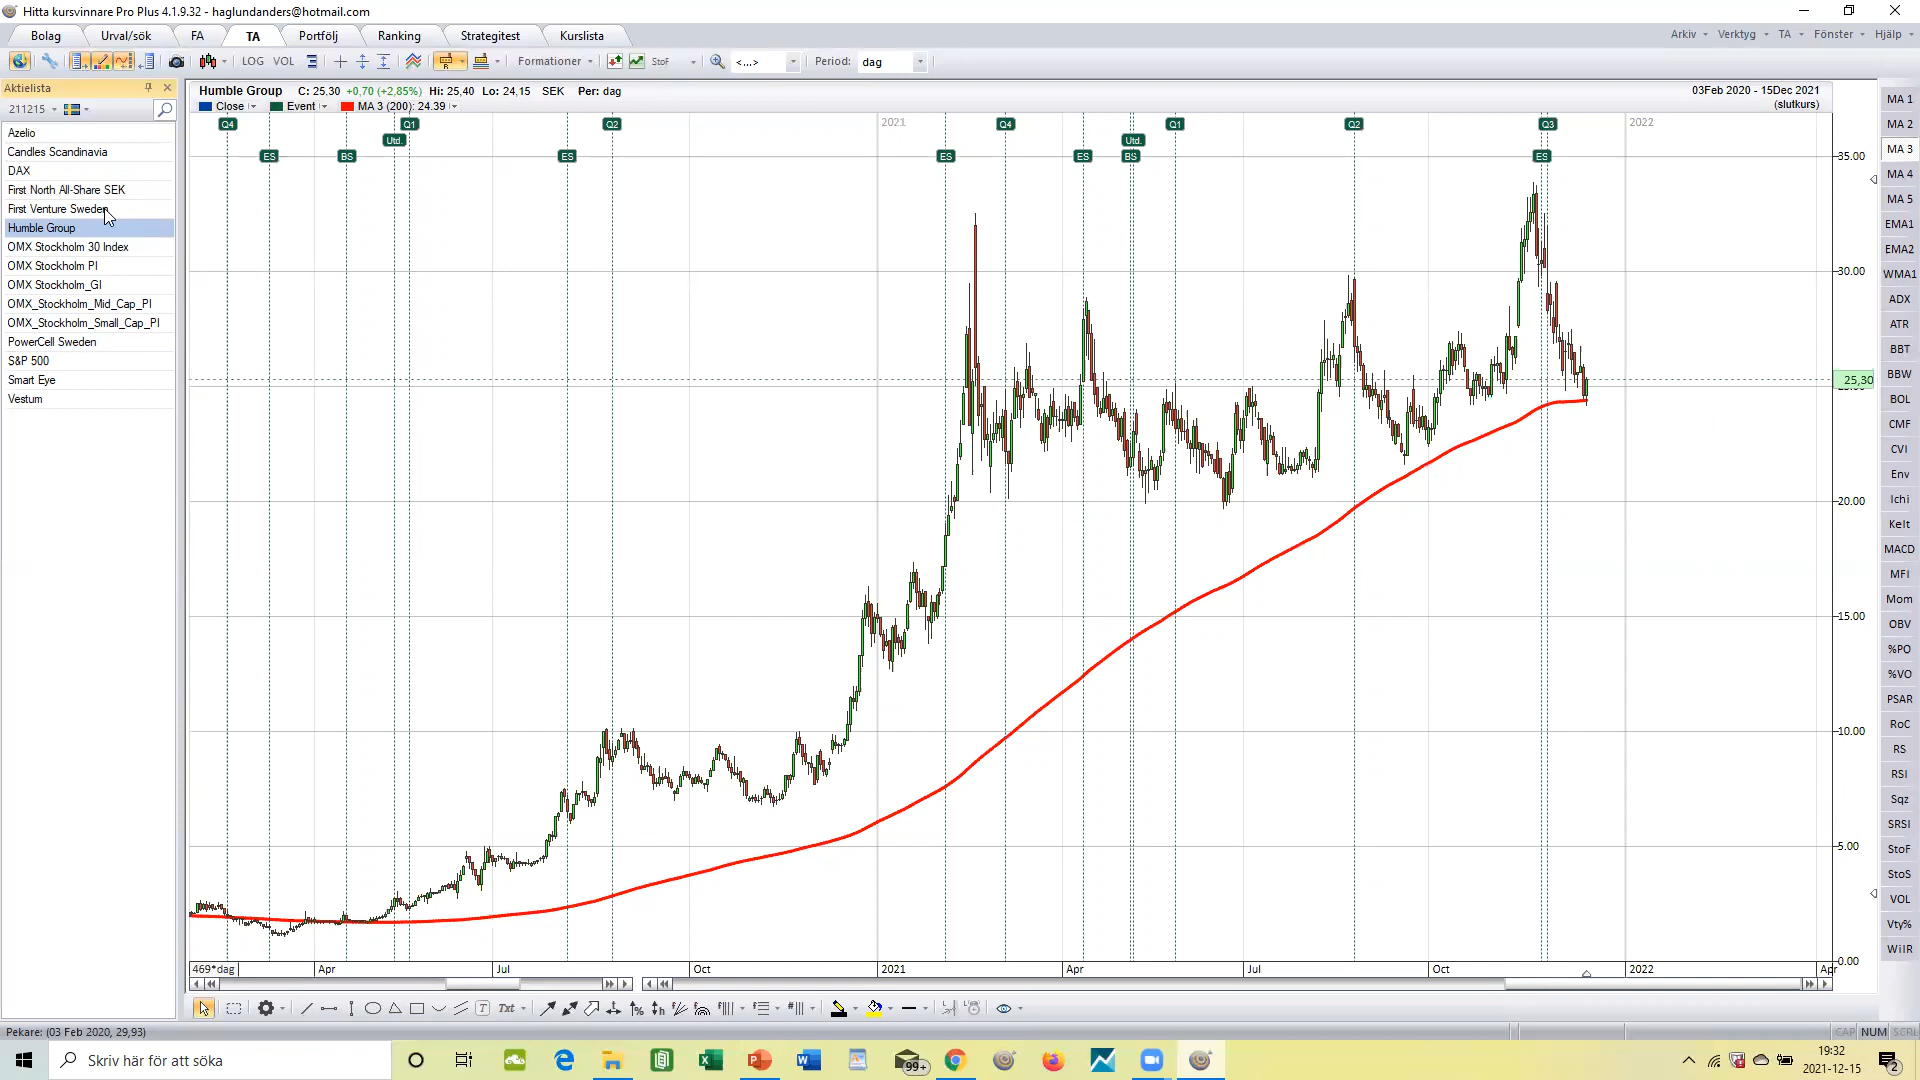 Hitta kursvinnare Pro Plus 4.1.9.32 - haglundanders@hotmail.com
Bolag Urval/sök FA TA Portfölj Ranking Strategitest Kurslista
Arkiv Verktyg TA Fönster Hjälp
LOG VOL Formationer StoF <...> Period: dag
Aktielista
211215
Azelio
Candles Scandinavia
DAX
First North All-Share SEK
First Venture Sweden
Humble Group
OMX Stockholm 30 Index
OMX Stockholm PI
OMX Stockholm_GI
OMX_Stockholm_Mid_Cap_PI
OMX_Stockholm_Small_Cap_PI
PowerCell Sweden
S&P 500
Smart Eye
Vestum
Humble Group C: 25,30 +0,70 (+2,85%) Hi: 25,40 Lo: 24,15 SEK Per: dag
03Feb 2020 - 15Dec 2021
Close Event MA 3 (200): 24.39
(slutkurs)
2021 2022
Q4 Q1 Q2 Q4 Q1 Q2 Q3
Utd. Utd.
ES BS ES ES ES BS ES
35.00
30.00
25,30
20.00
15.00
10.00
5.00
0.00
469*dag Apr Jul Oct 2021 Apr Jul Oct 2022 Apr
MA 1
MA 2
MA 3
MA 4
MA 5
EMA1
EMA2
WMA1
ADX
ATR
BBT
BBW
BOL
CMF
CVI
Env
Ichi
Kelt
MACD
MFI
Mom
OBV
%PO
%VO
PSAR
RoC
RS
RSI
Sqz
SRSI
StoF
StoS
VOL
Vty%
WilR
T Txt
Pekare: (03 Feb 2020, 29,93)
CAP NUM SCRL
Skriv här för att söka
99+
19:32
2021-12-15
2